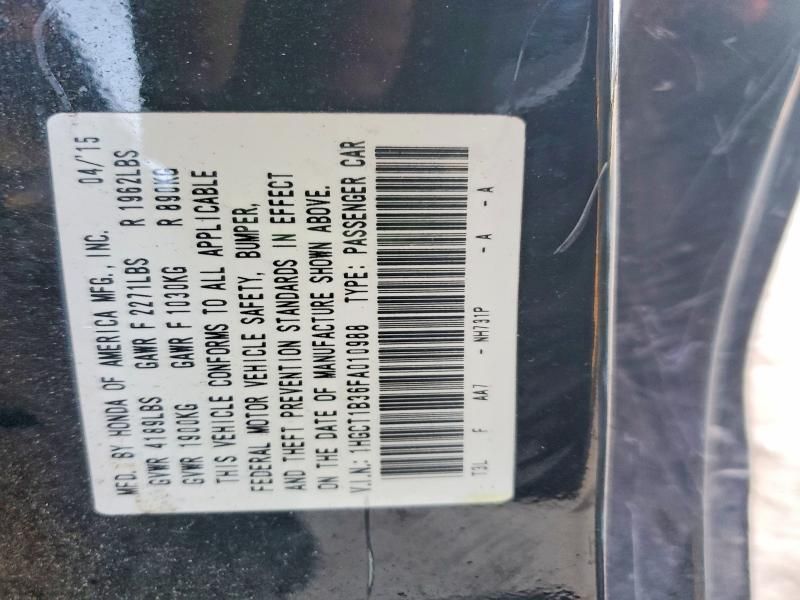 MFD. BY HONDA OF AMERICA MFG., INC. 04/'15
GVWR 4189LBS GAWR F 2271LBS R 1962LBS
GVWR 1900KG GAWR F 1030KG R 890KG
THIS VEHICLE CONFORMS TO ALL APPLICABLE
FEDERAL MOTOR VEHICLE SAFETY, BUMPER,
AND THEFT PREVENTION STANDARDS IN EFFECT
ON THE DATE OF MANUFACTURE SHOWN ABOVE.
V.I.N.: 1HGCT1B36FA010988 TYPE: PASSENGER CAR
T3L F AA7 - NH731P - A - A